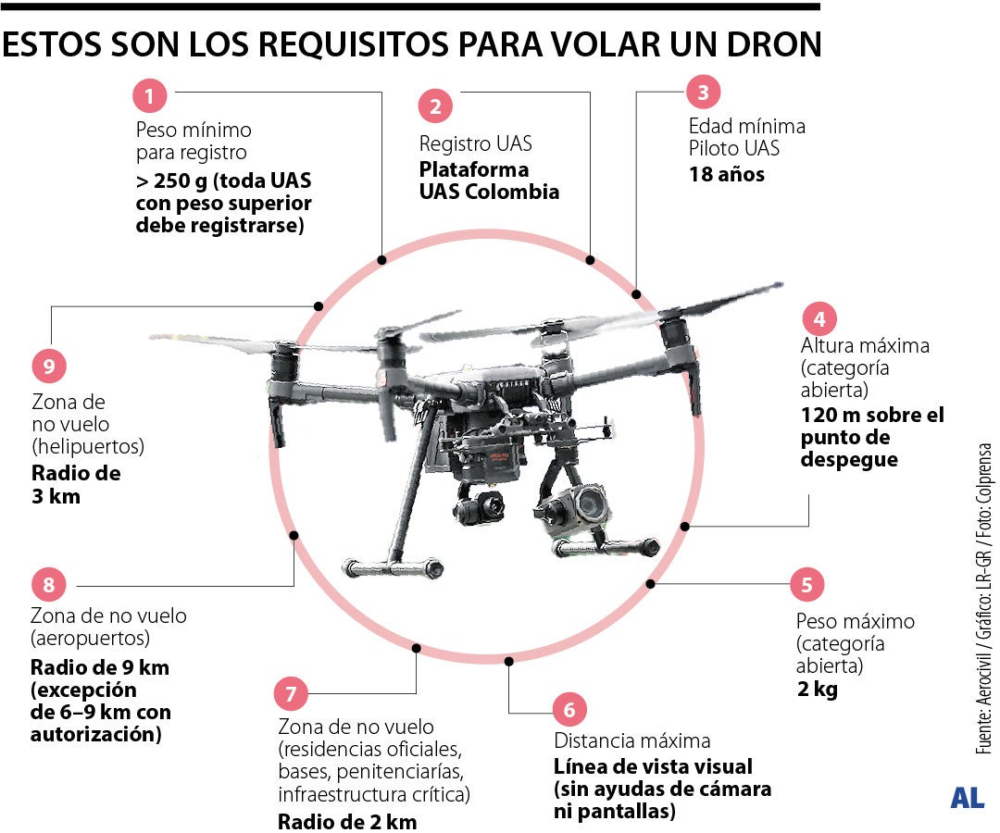 ESTOS SON LOS REQUISITOS PARA VOLAR UN DRON
1
Peso mínimo
para registro
> 250 g (toda UAS
con peso superior
debe registrarse)
2
Registro UAS
Plataforma
UAS Colombia
3
Edad mínima
Piloto UAS
18 años
4
Altura máxima
(categoría
abierta)
120 m sobre el
punto de
despegue
5
Peso máximo
(categoría
abierta)
2 kg
6
Distancia máxima
Línea de vista visual
(sin ayudas de cámara
ni pantallas)
7
Zona de no vuelo
(residencias oficiales,
bases, penitenciarías,
infraestructura crítica)
Radio de 2 km
8
Zona de no vuelo
(aeropuertos)
Radio de 9 km
(excepción
de 6–9 km con
autorización)
9
Zona de
no vuelo
(helipuertos)
Radio de
3 km
Fuente: Aerocivil / Gráfico: LR-GR / Foto: Colprensa
AL